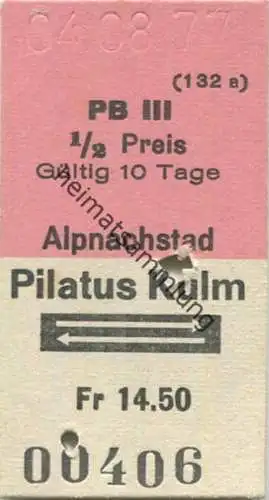 04.08.77
(132 a)
PB III
1/2 Preis
Gültig 10 Tage
Alpnachstad
Pilatus Kulm
Fr 14.50
00406
heimatsammlung